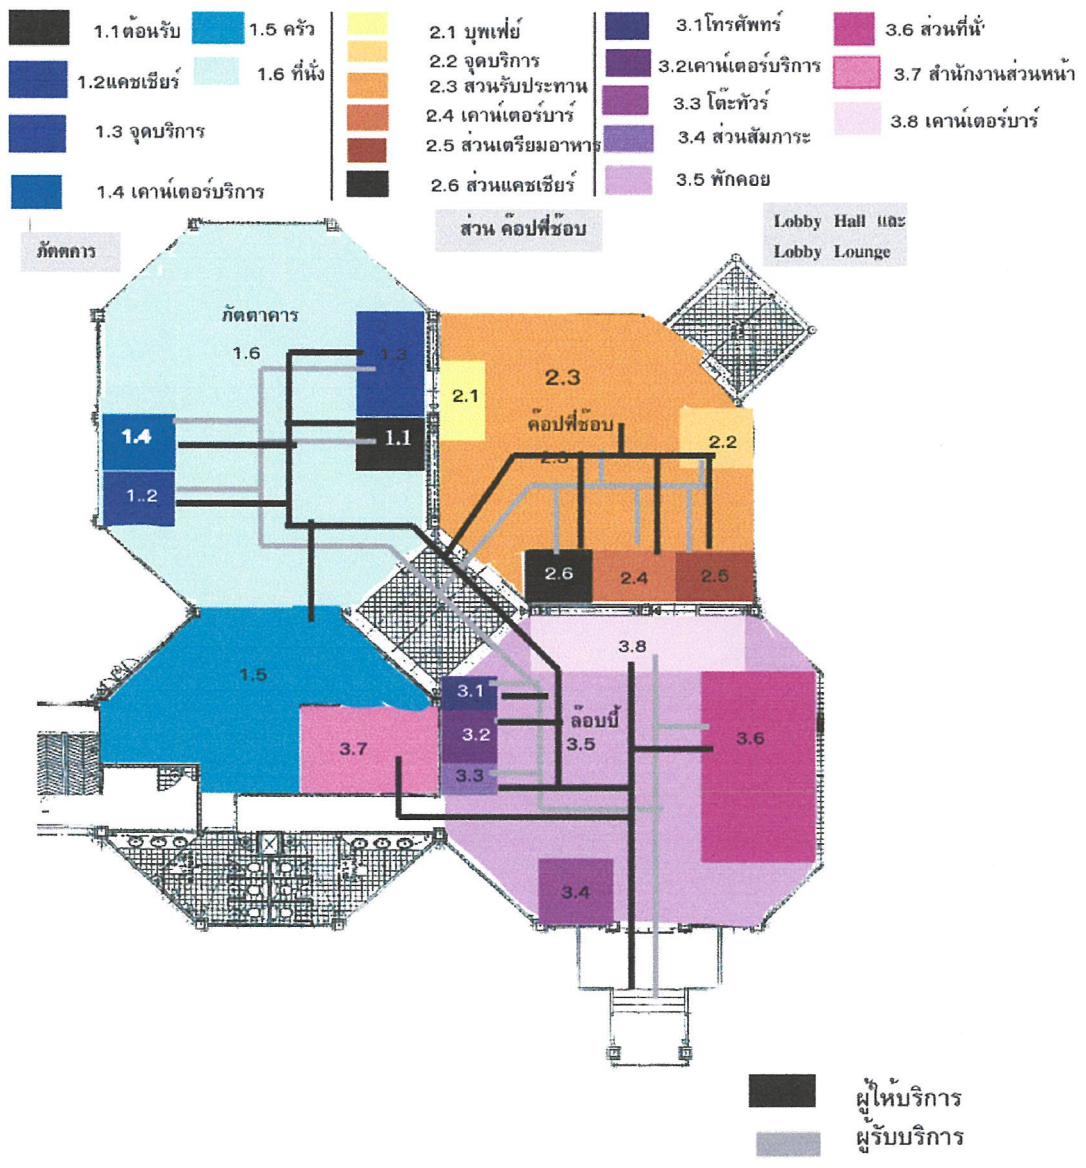 1.1ต้อนรับ
1.2แคชเชียร์
1.3 จุดบริการ
1.4 เคาน์เตอร์บริการ
1.5 ครัว
1.6 ที่นั่ง
2.1 บุพเฟ่ย์
2.2 จุดบริการ
2.3 ส่วนรับประทาน
2.4 เคาน์เตอร์บาร์
2.5 ส่วนเตรียมอาหาร
2.6 ส่วนแคชเชียร์
3.1โทรศัพทร์
3.2เคาน์เตอร์บริการ
3.3 โต๊ะทัวร์
3.4 ส่วนสัมภาระ
3.5 พักคอย
3.6 ส่วนที่นั่
3.7 สำนักงานส่วนหน้า
3.8 เคาน์เตอร์บาร์
ภัตตคาร
ส่วน ค๊อปฟี่ช๊อบ
Lobby Hall และ
Lobby Lounge
ภัตตาคาร
1.6
1.3
1.4
1.1
1..2
1.5
2.1
2.3
ค๊อปฟี่ช๊อบ
2.2
2.6
2.4
2.5
3.8
3.1
3.2
ล๊อบบี้
3.5
3.3
3.6
3.7
3.4
ผู้ให้บริการ
ผู้รับบริการ